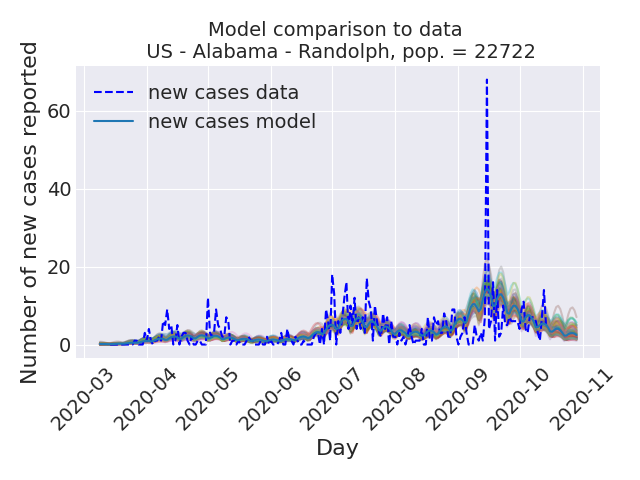 Model comparison to data
US - Alabama - Randolph, pop. = 22722
Number of new cases reported
new cases data
new cases model
60
40
20
0
2020-03
2020-04
2020-05
2020-06
2020-07
2020-08
2020-09
2020-10
2020-11
Day